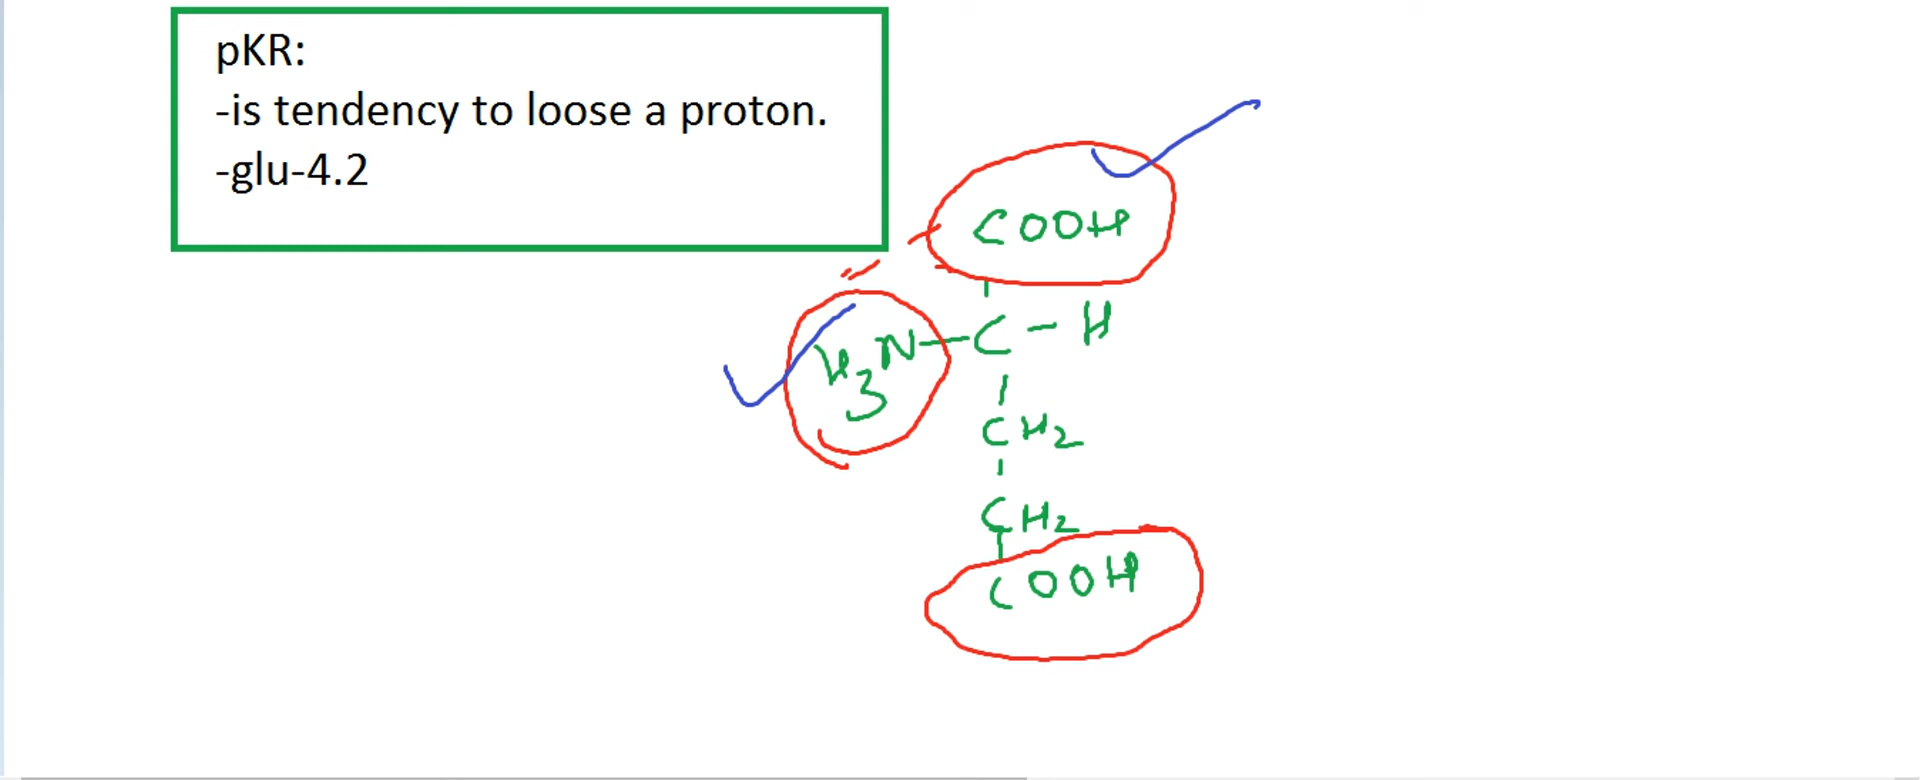 pKR:
-is tendency to loose a proton.
-glu-4.2
COOH
H3N-C-H
CH2
CH2
COOH